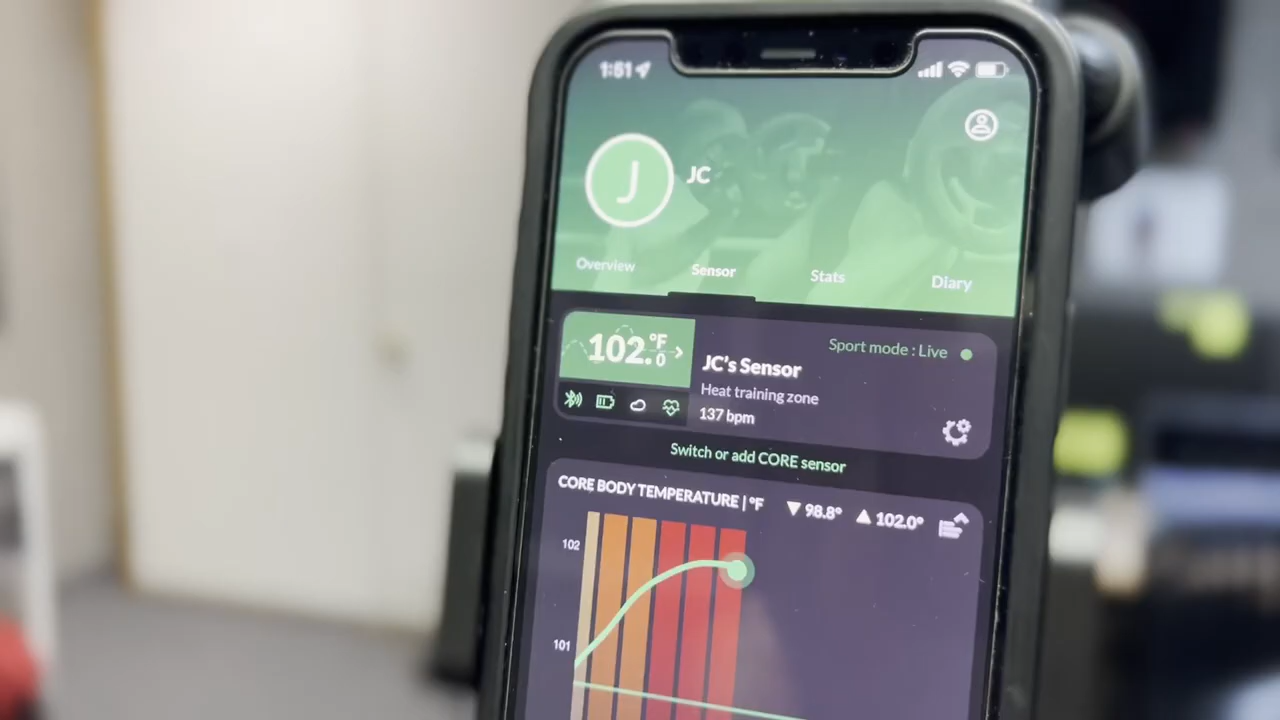 1:51
J
JC
Overview Sensor Stats Diary
102.0 °F
Sport mode : Live
JC's Sensor
Heat training zone
137 bpm
Switch or add CORE sensor
CORE BODY TEMPERATURE | °F ▼ 98.8° ▲ 102.0°
102
101